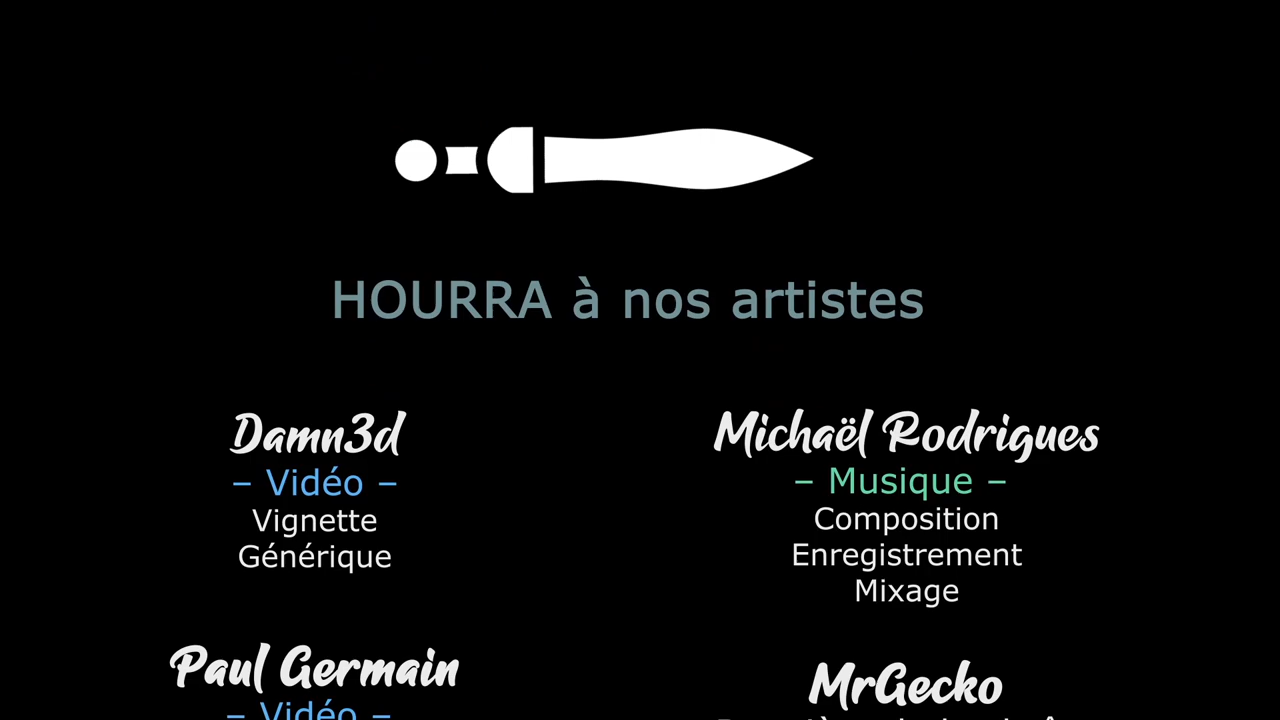 HOURRA à nos artistes
Damn3d
– Vidéo –
Vignette
Générique
Michaël Rodrigues
– Musique –
Composition
Enregistrement
Mixage
Paul Germain
– Vidéo –
MrGecko